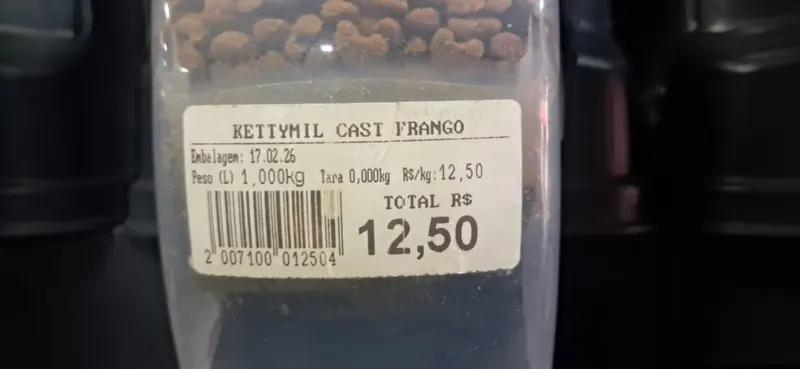 KETTYMIL CAST FRANGO
Embalagem: 17.02.26
Peso (L) 1,000kg Tara 0,000kg R$/kg: 12,50
TOTAL R$
12,50
2 007100 012504